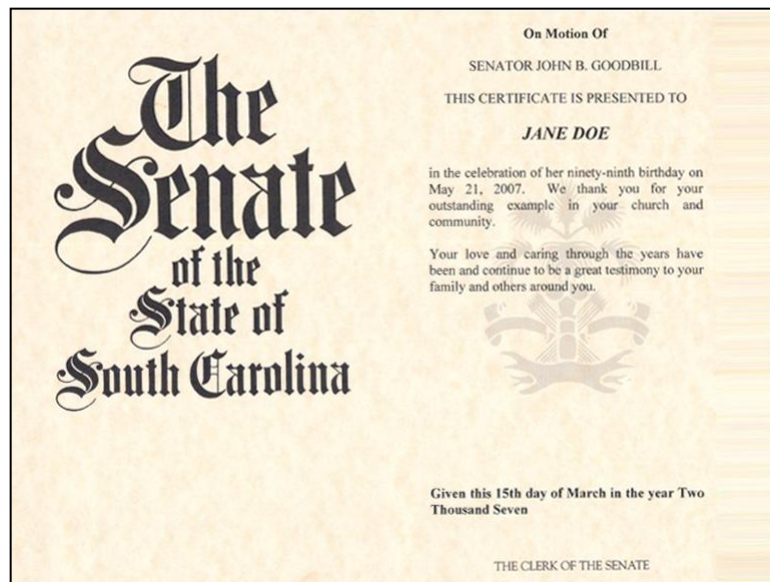 The
Senate
of the
State of
South Carolina
On Motion Of
SENATOR JOHN B. GOODBILL
THIS CERTIFICATE IS PRESENTED TO
JANE DOE
in the celebration of her ninety-ninth birthday on
May 21, 2007. We thank you for your
outstanding example in your church and
community.
Your love and caring through the years have
been and continue to be a great testimony to your
family and others around you.
Given this 15th day of March in the year Two
Thousand Seven
THE CLERK OF THE SENATE